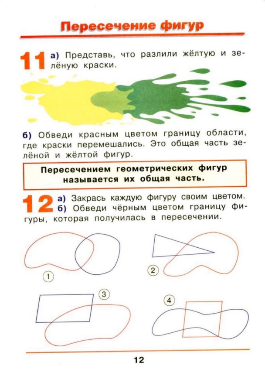 Пересечение фигур
11 а) Представь, что разлили жёлтую и зе-
лёную краски.
б) Обведи красным цветом границу области,
где краски перемешались. Это общая часть зе-
лёной и жёлтой фигур.
Пересечением геометрических фигур
называется их общая часть.
12 а) Закрась каждую фигуру своим цветом.
б) Обведи чёрным цветом границу фи-
гуры, которая получилась в пересечении.
1
2
3
4
12